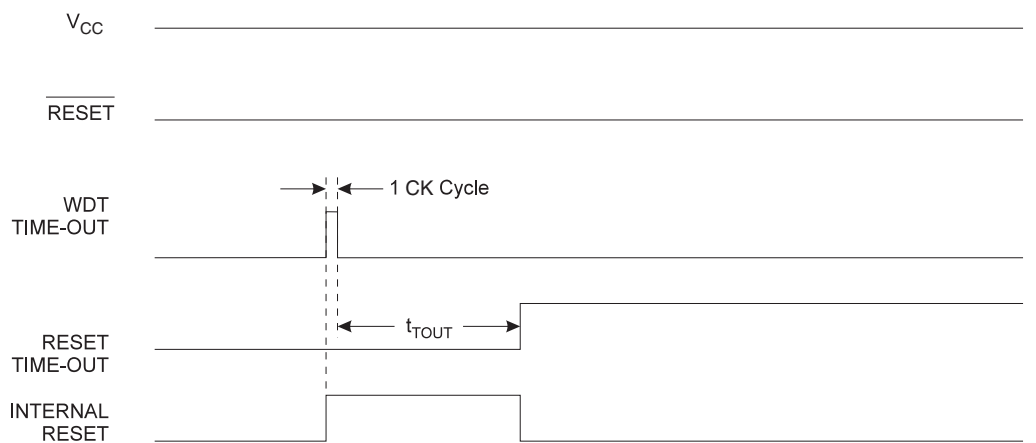 VCC
RESET
1 CK Cycle
WDT
TIME-OUT
tTOUT
RESET
TIME-OUT
INTERNAL
RESET